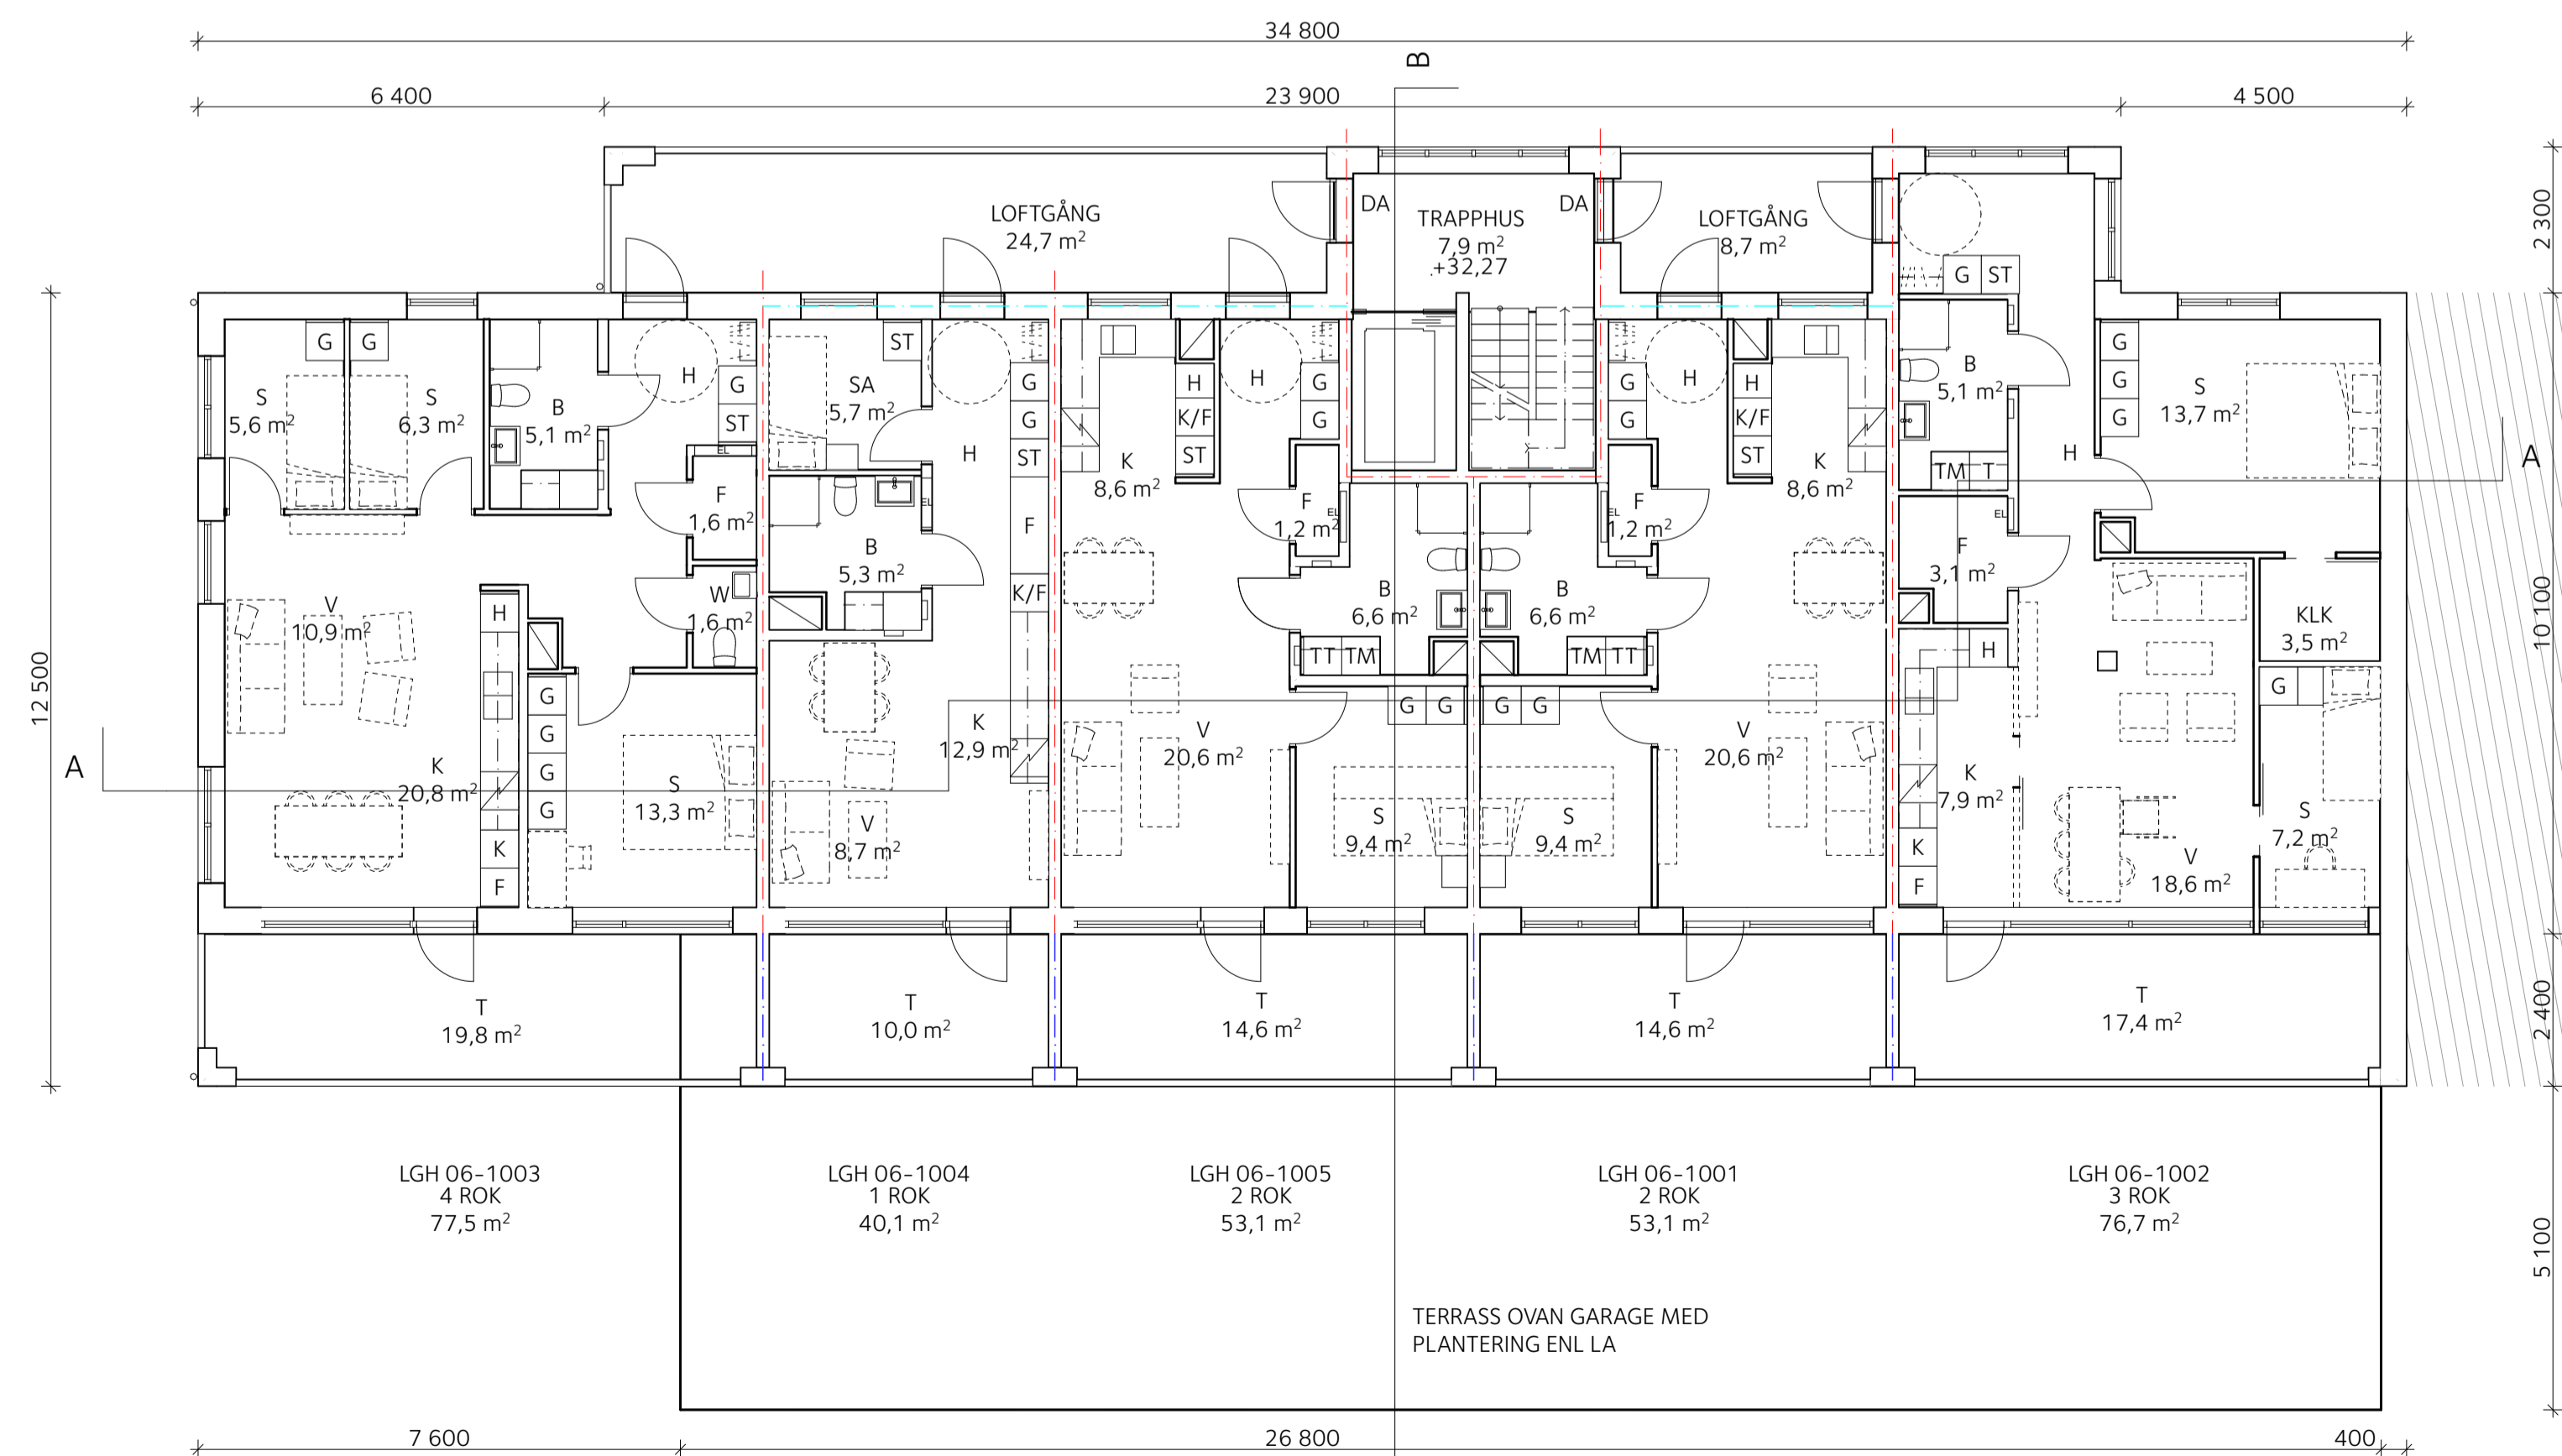 34 800
B
6 400
23 900
4 500
LOFTGÅNG
24,7 m²
DA
TRAPPHUS
7,9 m²
+32,27
DA
LOFTGÅNG
8,7 m²
2 300
G ST
G G
S
5,6 m²
S
6,3 m²
B
5,1 m²
H
G
ST
EL
F
1,6 m²
W
1,6 m²
SA
5,7 m²
ST
H
G
G
ST
F
K/F
EL
B
5,3 m²
K
8,6 m²
H
K/F
ST
H
G
G
F
1,2 m²
EL
B
6,6 m²
TT TM
G
G
H
F
1,2 m²
EL
H
K/F
ST
K
8,6 m²
B
6,6 m²
TM TT
B
5,1 m²
TM T
H
EL
F
3,1 m²
G
G
G
S
13,7 m²
A
KLK
3,5 m²
10 100
12 500
V
10,9 m²
H
K
20,8 m²
K
F
G
G
G
G
S
13,3 m²
A
K
12,9 m²
V
8,7 m²
V
20,6 m²
G G
S
9,4 m²
G G
S
9,4 m²
V
20,6 m²
H
K
7,9 m²
K
F
V
18,6 m²
G
S
7,2 m²
T
19,8 m²
T
10,0 m²
T
14,6 m²
T
14,6 m²
T
17,4 m²
2 400
LGH 06-1003
4 ROK
77,5 m²
LGH 06-1004
1 ROK
40,1 m²
LGH 06-1005
2 ROK
53,1 m²
LGH 06-1001
2 ROK
53,1 m²
LGH 06-1002
3 ROK
76,7 m²
5 100
TERRASS OVAN GARAGE MED
PLANTERING ENL LA
7 600
26 800
400